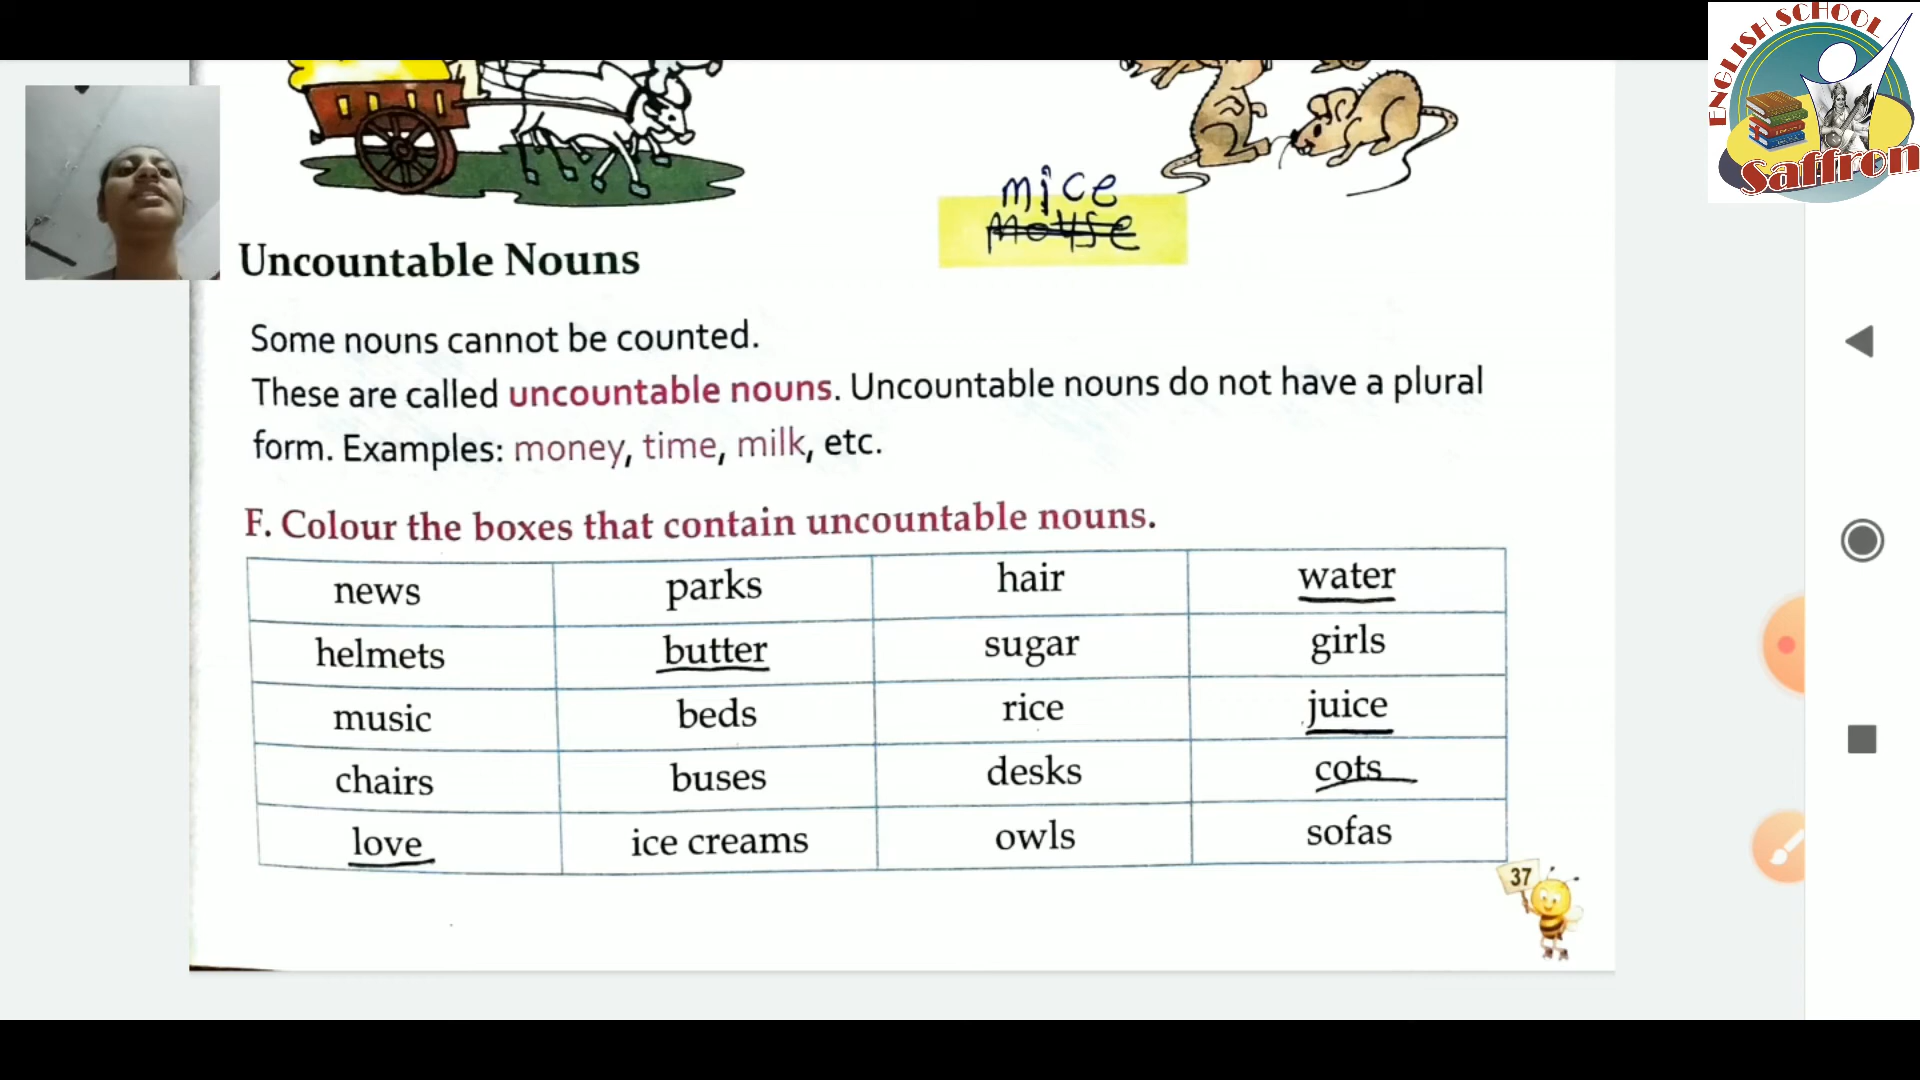 ENGLISH SCHOOL
Saffron
mice
mouse
Uncountable Nouns
Some nouns cannot be counted.
These are called uncountable nouns. Uncountable nouns do not have a plural
form. Examples: money, time, milk, etc.
F. Colour the boxes that contain uncountable nouns.
news parks hair water
helmets butter sugar girls
music beds rice juice
chairs buses desks cots
love ice creams owls sofas
37